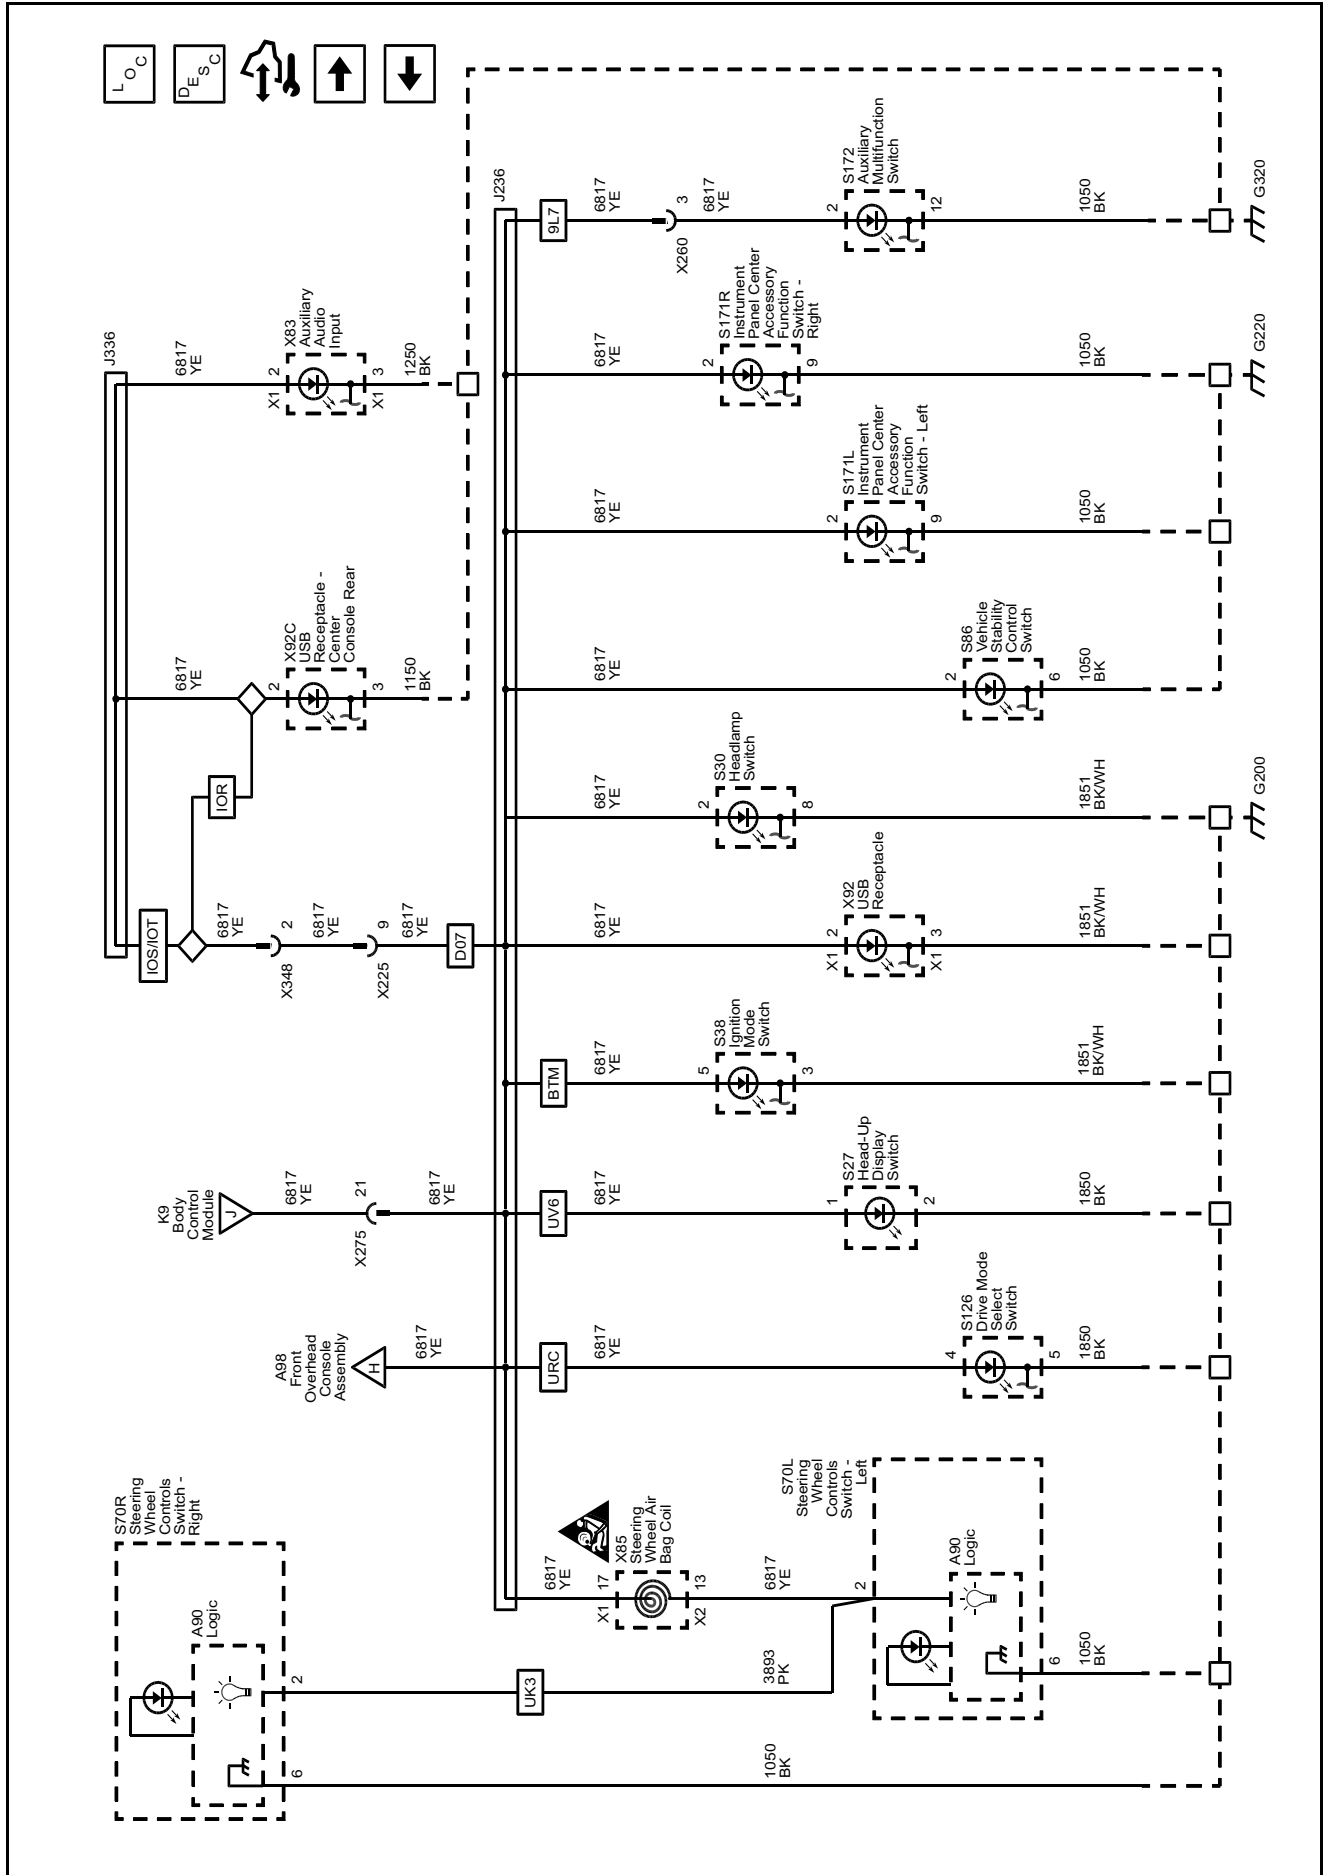 S70R
Steering
Wheel
Controls
Switch -
Right
A90
Logic
6
2
UK3
3893
PK
1050
BK
A98
Front
Overhead
Console
Assembly
H
6817
YE
K9
Body
Control
Module
J
6817
YE
X275
21
6817
YE
J336
IOS/IOT
IOR
6817
YE
X348
2
6817
YE
X225
9
6817
YE
D07
6817
YE
2
X92C
USB
Receptacle -
Center
Console Rear
3
1150
BK
6817
YE
X1
2
X83
Auxiliary
Audio
Input
X1
3
1250
BK
L
O
C
D
E
S
C
J236
6817
YE
X1
17
X85
Steering
Wheel Air
Bag Coil
X2
13
6817
YE
2
S70L
Steering
Wheel
Controls
Switch -
Left
A90
Logic
6
1050
BK
URC
6817
YE
4
S126
Drive Mode
Select
Switch
5
1850
BK
UV6
6817
YE
1
S27
Head-Up
Display
Switch
2
1850
BK
BTM
6817
YE
5
S38
Ignition
Mode
Switch
3
1851
BK/WH
6817
YE
X1
2
X92
USB
Receptacle
X1
3
1851
BK/WH
6817
YE
2
S30
Headlamp
Switch
8
1851
BK/WH
G200
6817
YE
2
S86
Vehicle
Stability
Control
Switch
6
1050
BK
6817
YE
2
S171L
Instrument
Panel Center
Accessory
Function
Switch - Left
9
1050
BK
6817
YE
2
S171R
Instrument
Panel Center
Accessory
Function
Switch -
Right
9
1050
BK
G220
9L7
6817
YE
X260
3
6817
YE
2
S172
Auxiliary
Multifunction
Switch
12
1050
BK
G320